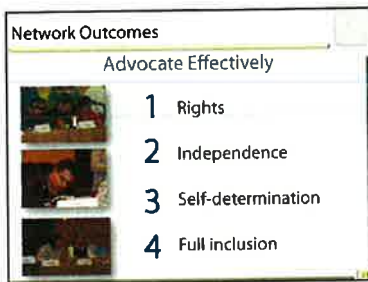 Network Outcomes
Advocate Effectively
1 Rights
2 Independence
3 Self-determination
4 Full inclusion